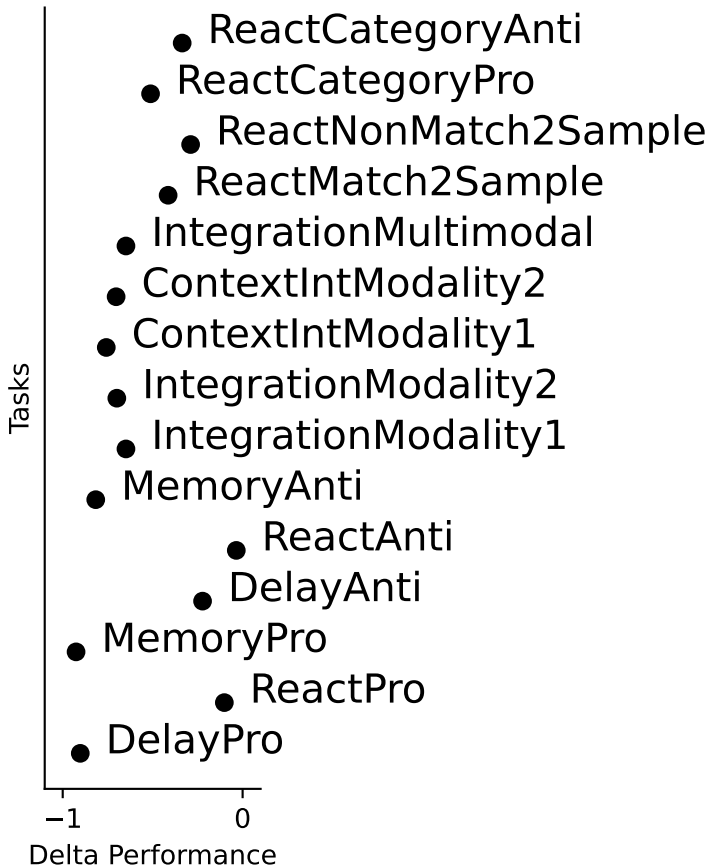 ReactCategoryAnti
ReactCategoryPro
ReactNonMatch2Sample
ReactMatch2Sample
IntegrationMultimodal
ContextIntModality2
ContextIntModality1
IntegrationModality2
IntegrationModality1
MemoryAnti
ReactAnti
DelayAnti
MemoryPro
ReactPro
DelayPro
Tasks
−1 0
Delta Performance